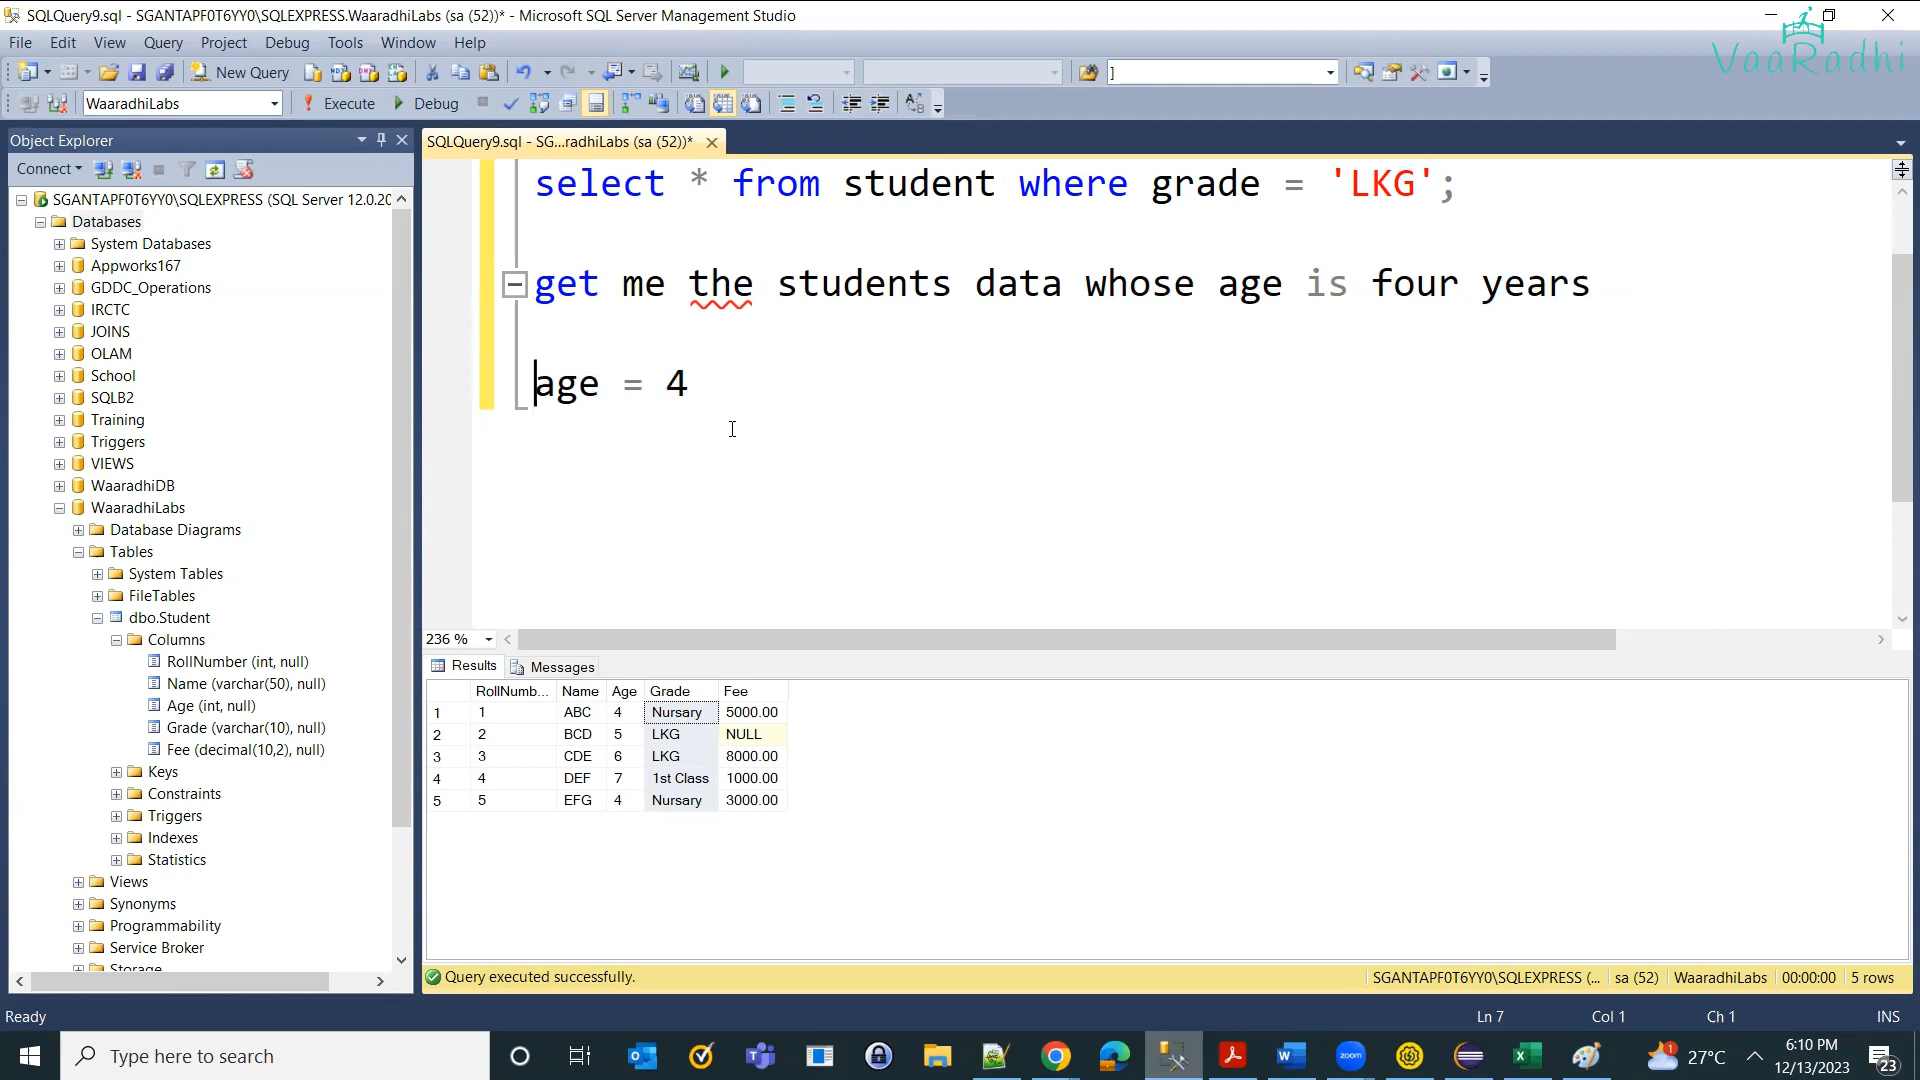 SQLQuery9.sql - SGANTAPF0T6YY0\SQLEXPRESS.WaaradhiLabs (sa (52))* - Microsoft SQL Server Management Studio
VaaRadhi
File Edit View Query Project Debug Tools Window Help
New Query ]
WaaradhiLabs Execute Debug
Object Explorer
SQLQuery9.sql - SG...radhiLabs (sa (52))*
Connect
SGANTAPF0T6YY0\SQLEXPRESS (SQL Server 12.0.20
Databases
System Databases
Appworks167
GDDC_Operations
IRCTC
JOINS
OLAM
School
SQLB2
Training
Triggers
VIEWS
WaaradhiDB
WaaradhiLabs
Database Diagrams
Tables
System Tables
FileTables
dbo.Student
Columns
RollNumber (int, null)
Name (varchar(50), null)
Age (int, null)
Grade (varchar(10), null)
Fee (decimal(10,2), null)
Keys
Constraints
Triggers
Indexes
Statistics
Views
Synonyms
Programmability
Service Broker
Storage
select * from student where grade = 'LKG';
get me the students data whose age is four years
age = 4
236 %
Results Messages
RollNumb... Name Age Grade Fee
1 1 ABC 4 Nursary 5000.00
2 2 BCD 5 LKG NULL
3 3 CDE 6 LKG 8000.00
4 4 DEF 7 1st Class 1000.00
5 5 EFG 4 Nursary 3000.00
Query executed successfully. SGANTAPF0T6YY0\SQLEXPRESS (... sa (52) WaaradhiLabs 00:00:00 5 rows
Ready Ln 7 Col 1 Ch 1 INS
Type here to search zoom 1 27°C 6:10 PM
12/13/2023 23